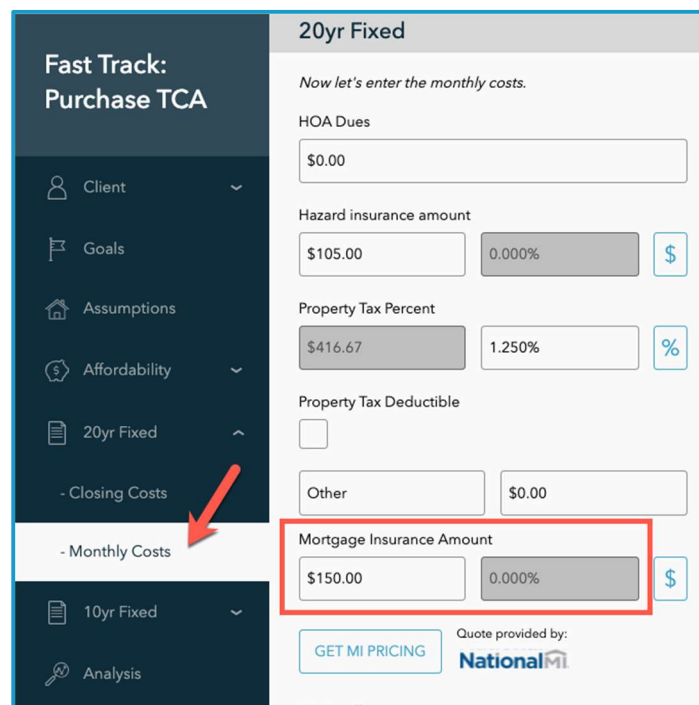 Fast Track:
Purchase TCA
Client
Goals
Assumptions
Affordability
20yr Fixed
- Closing Costs
- Monthly Costs
10yr Fixed
Analysis
20yr Fixed
Now let's enter the monthly costs.
HOA Dues
$0.00
Hazard insurance amount
$105.00 0.000% $
Property Tax Percent
$416.67 1.250% %
Property Tax Deductible
Other $0.00
Mortgage Insurance Amount
$150.00 0.000% $
GET MI PRICING
Quote provided by:
National MI